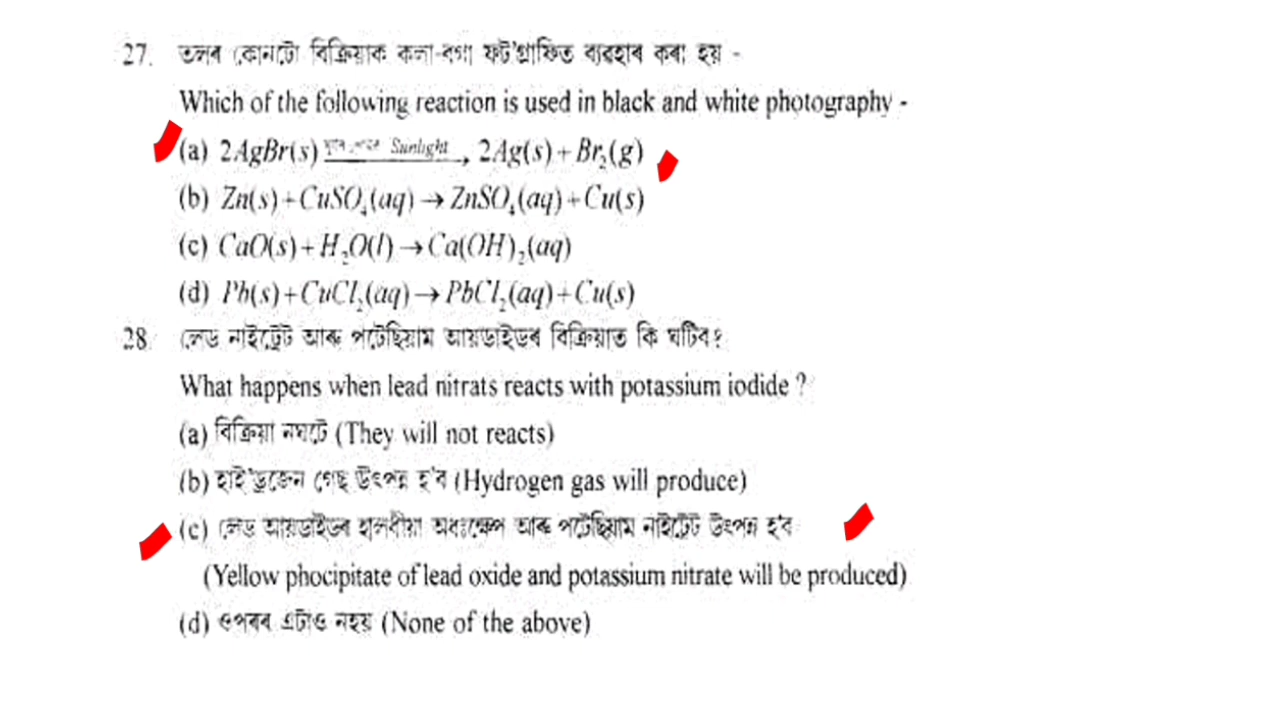 27. তলৰ কোনটো বিক্ৰিয়াক কলা-বগা ফট'গ্ৰাফিত ব্যৱহাৰ কৰা হয় -
Which of the following reaction is used in black and white photography -
(a) 2AgBr(s) Sunlight → 2Ag(s)+Br₂(g)
(b) Zn(s)+CuSO₄(aq)→ZnSO₄(aq)+Cu(s)
(c) CaO(s)+H₂O(l)→Ca(OH)₂(aq)
(d) Pb(s)+CuCl₂(aq)→PbCl₂(aq)+Cu(s)
28. লেড নাইট্ৰেট আৰু পটেছিয়াম আয়ডাইডৰ বিক্ৰিয়াত কি ঘটিব?
What happens when lead nitrats reacts with potassium iodide ?
(a) বিক্ৰিয়া নঘটে (They will not reacts)
(b) হাই'ড্ৰজেন গেছ উৎপন্ন হ'ব (Hydrogen gas will produce)
(c) লেড আয়ডাইডৰ হালধীয়া অধঃক্ষেপ আৰু পটেছিয়াম নাইট্ৰেট উৎপন্ন হ'ব
(Yellow phocipitate of lead oxide and potassium nitrate will be produced)
(d) ওপৰৰ এটাও নহয় (None of the above)